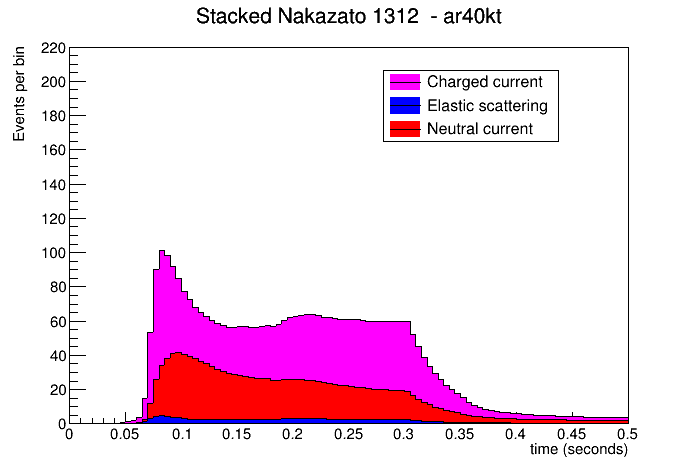 Stacked Nakazato 1312 - ar40kt
Events per bin
220
200
180
160
140
120
100
80
60
40
20
0
Charged current
Elastic scattering
Neutral current
0 0.05 0.1 0.15 0.2 0.25 0.3 0.35 0.4 0.45 0.5
time (seconds)